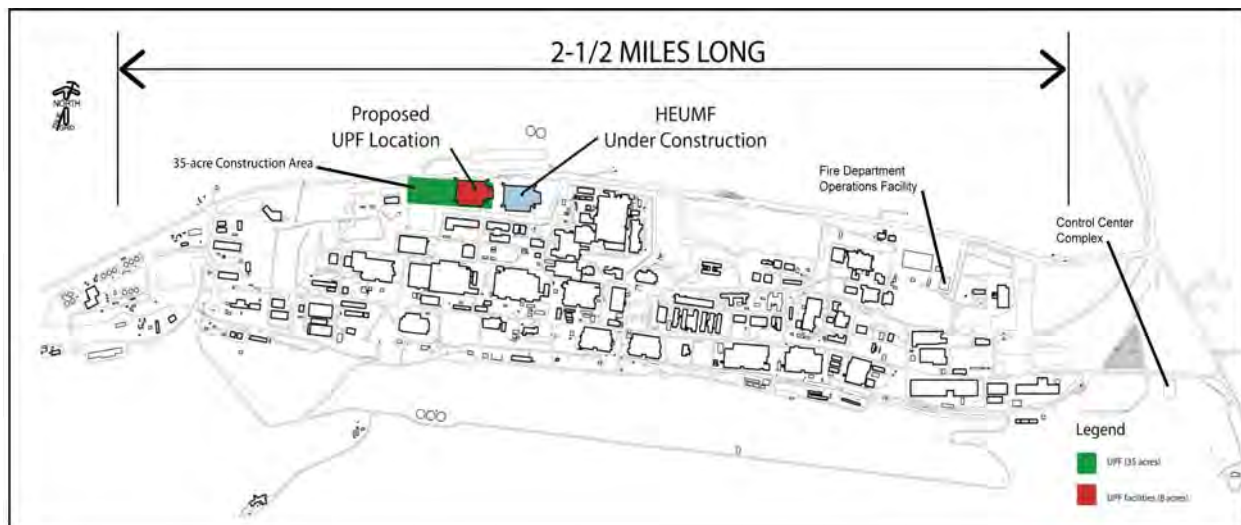 2-1/2 MILES LONG
NORTH
Proposed
UPF Location
HEUMF
Under Construction
35-acre Construction Area
Fire Department
Operations Facility
Control Center
Complex
Legend
UPF (35 acres)
UPF facilities (8 acres)